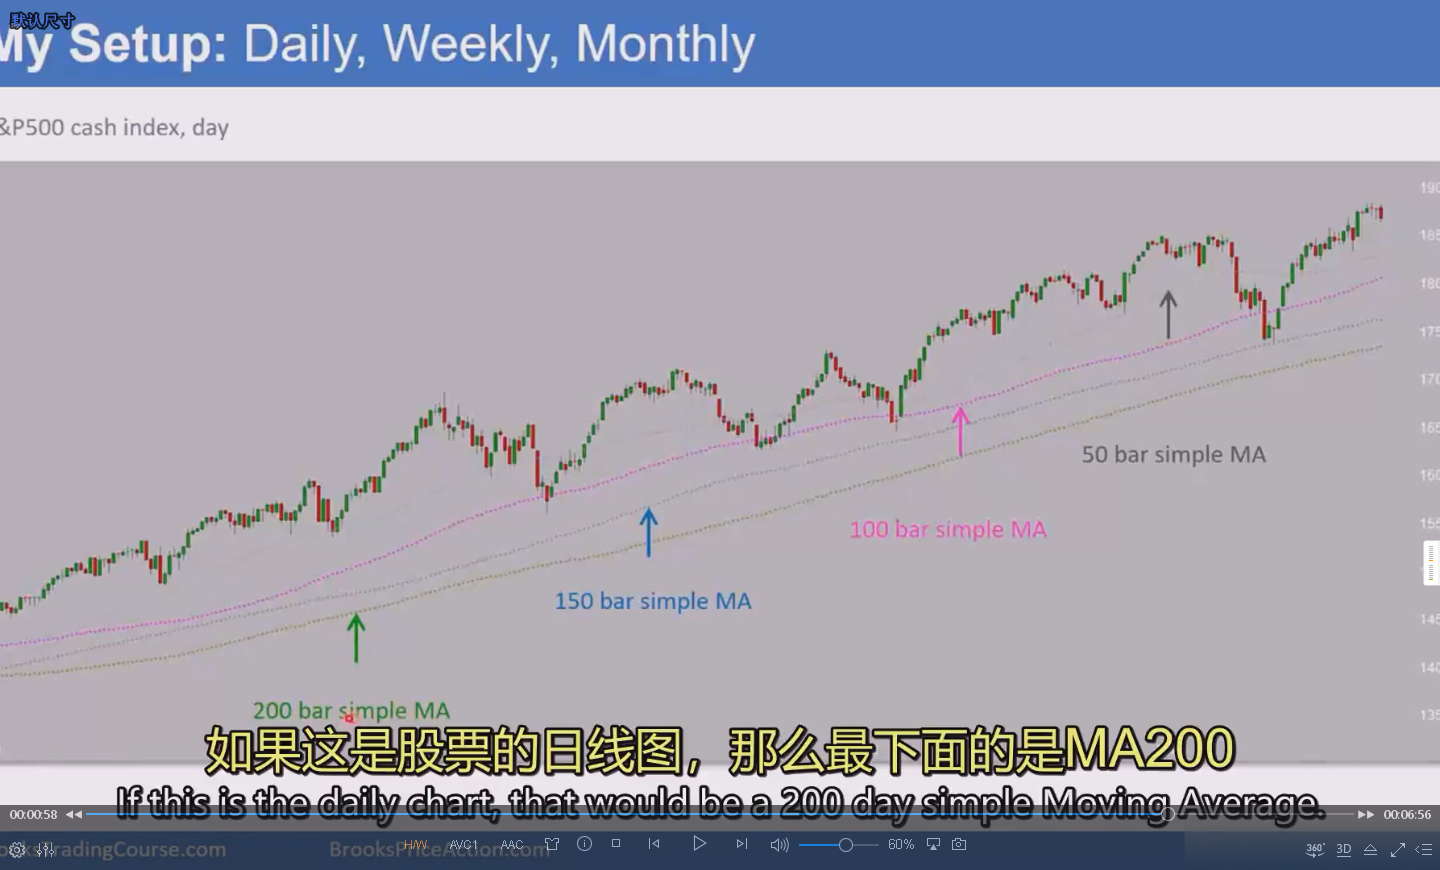 默认尺寸
My Setup: Daily, Weekly, Monthly
&P500 cash index, day
190
185
180
175
170
165
160
155
145
140
135
50 bar simple MA
100 bar simple MA
150 bar simple MA
200 bar simple MA
如果这是股票的日线图，那么最下面的是MA200
If this is the daily chart, that would be a 200 day simple Moving Average.
00:00:58
00:06:56
ooksTradingCourse.com BrooksPriceAction.com
H/W AVC1 AAC 60% 360° 3D